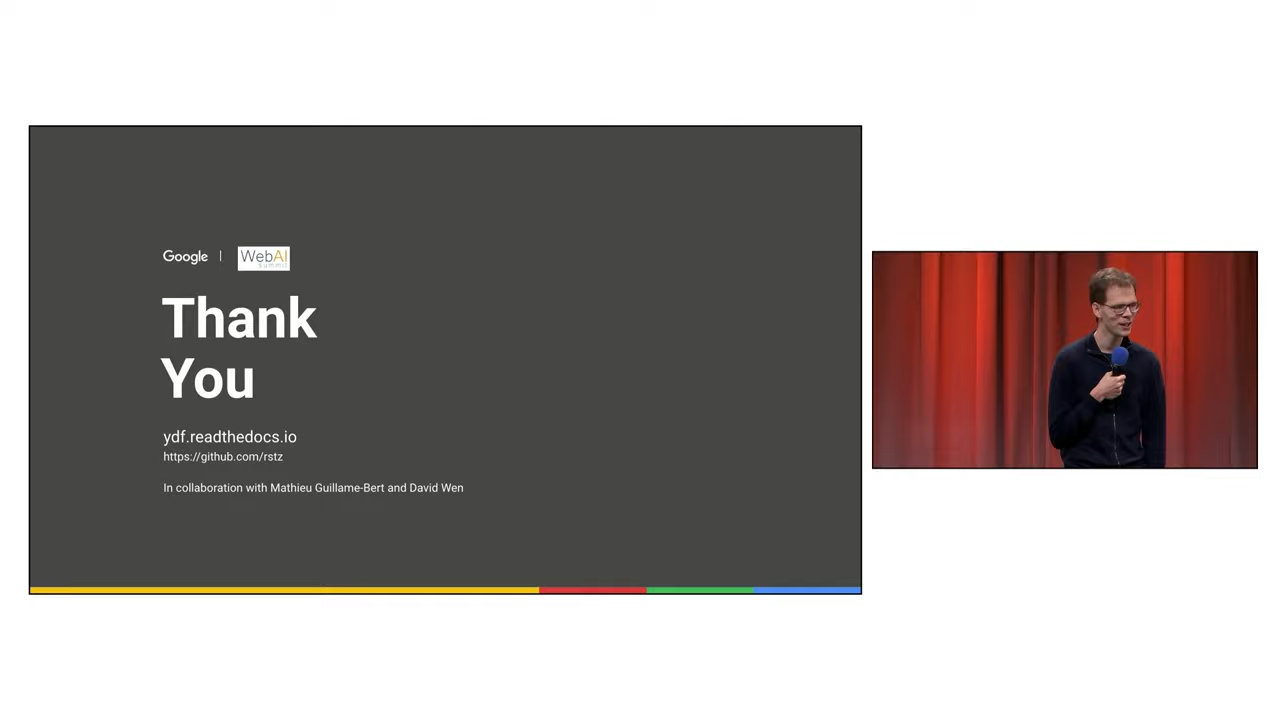 Google | WebAI
summit
Thank
You
ydf.readthedocs.io
https://github.com/rstz
In collaboration with Mathieu Guillame-Bert and David Wen